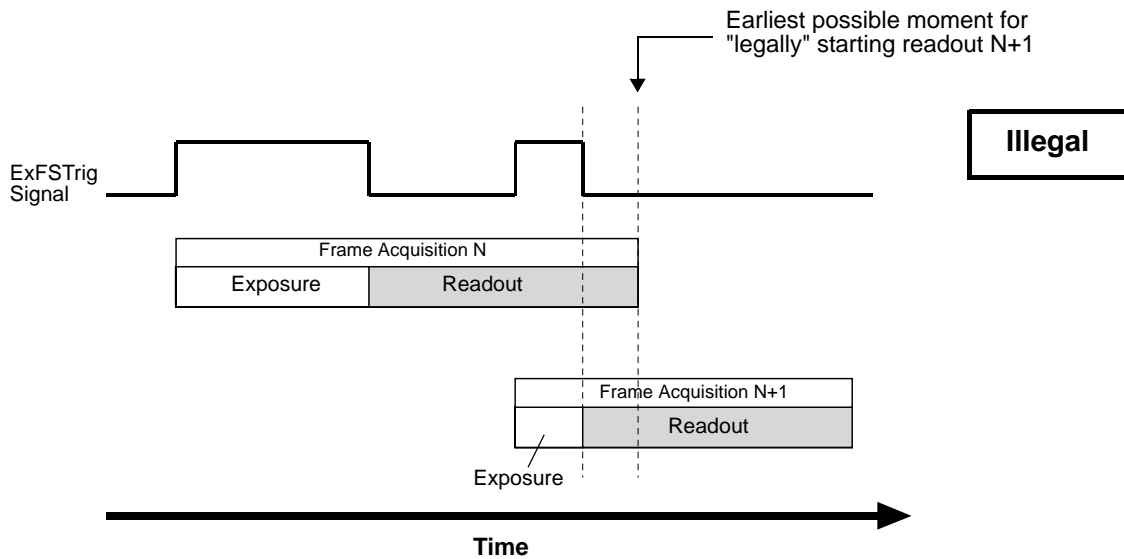 Earliest possible moment for
"legally" starting readout N+1
Illegal
ExFSTrig
Signal
Frame Acquisition N
Exposure
Readout
Frame Acquisition N+1
Readout
Exposure
Time